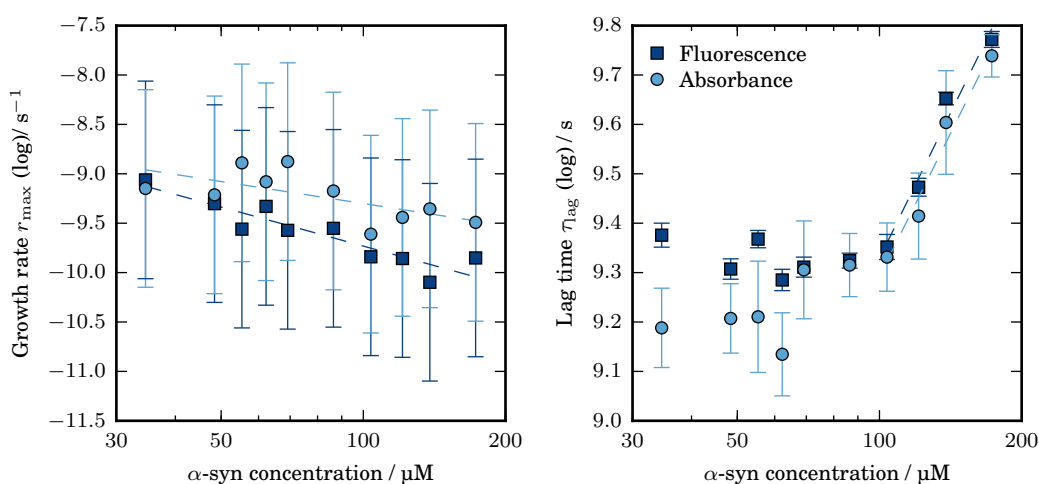 −7.5
−8.0
−8.5
−9.0
−9.5
−10.0
−10.5
−11.0
−11.5
Growth rate r_max (log)/ s⁻¹
30 50 100 200
α-syn concentration / µM
9.8
9.7
9.6
9.5
9.4
9.3
9.2
9.1
9.0
Lag time τ_lag (log) / s
Fluorescence
Absorbance
30 50 100 200
α-syn concentration / µM